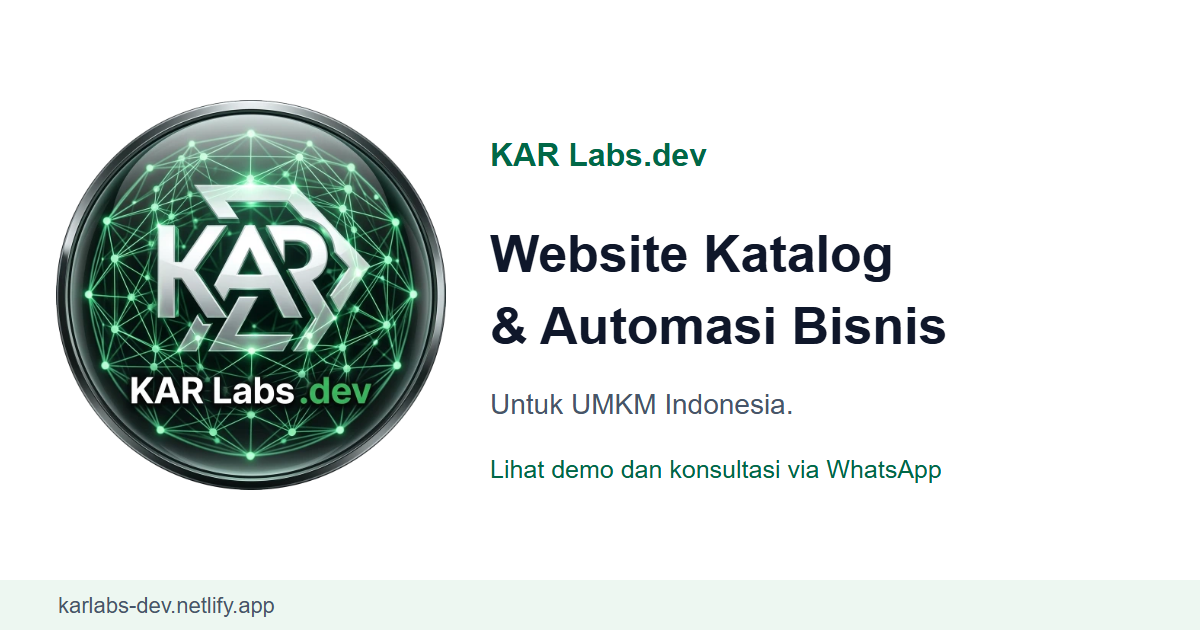 KAR
KAR Labs.dev
KAR Labs.dev
Website Katalog
& Automasi Bisnis
Untuk UMKM Indonesia.
Lihat demo dan konsultasi via WhatsApp
karlabs-dev.netlify.app